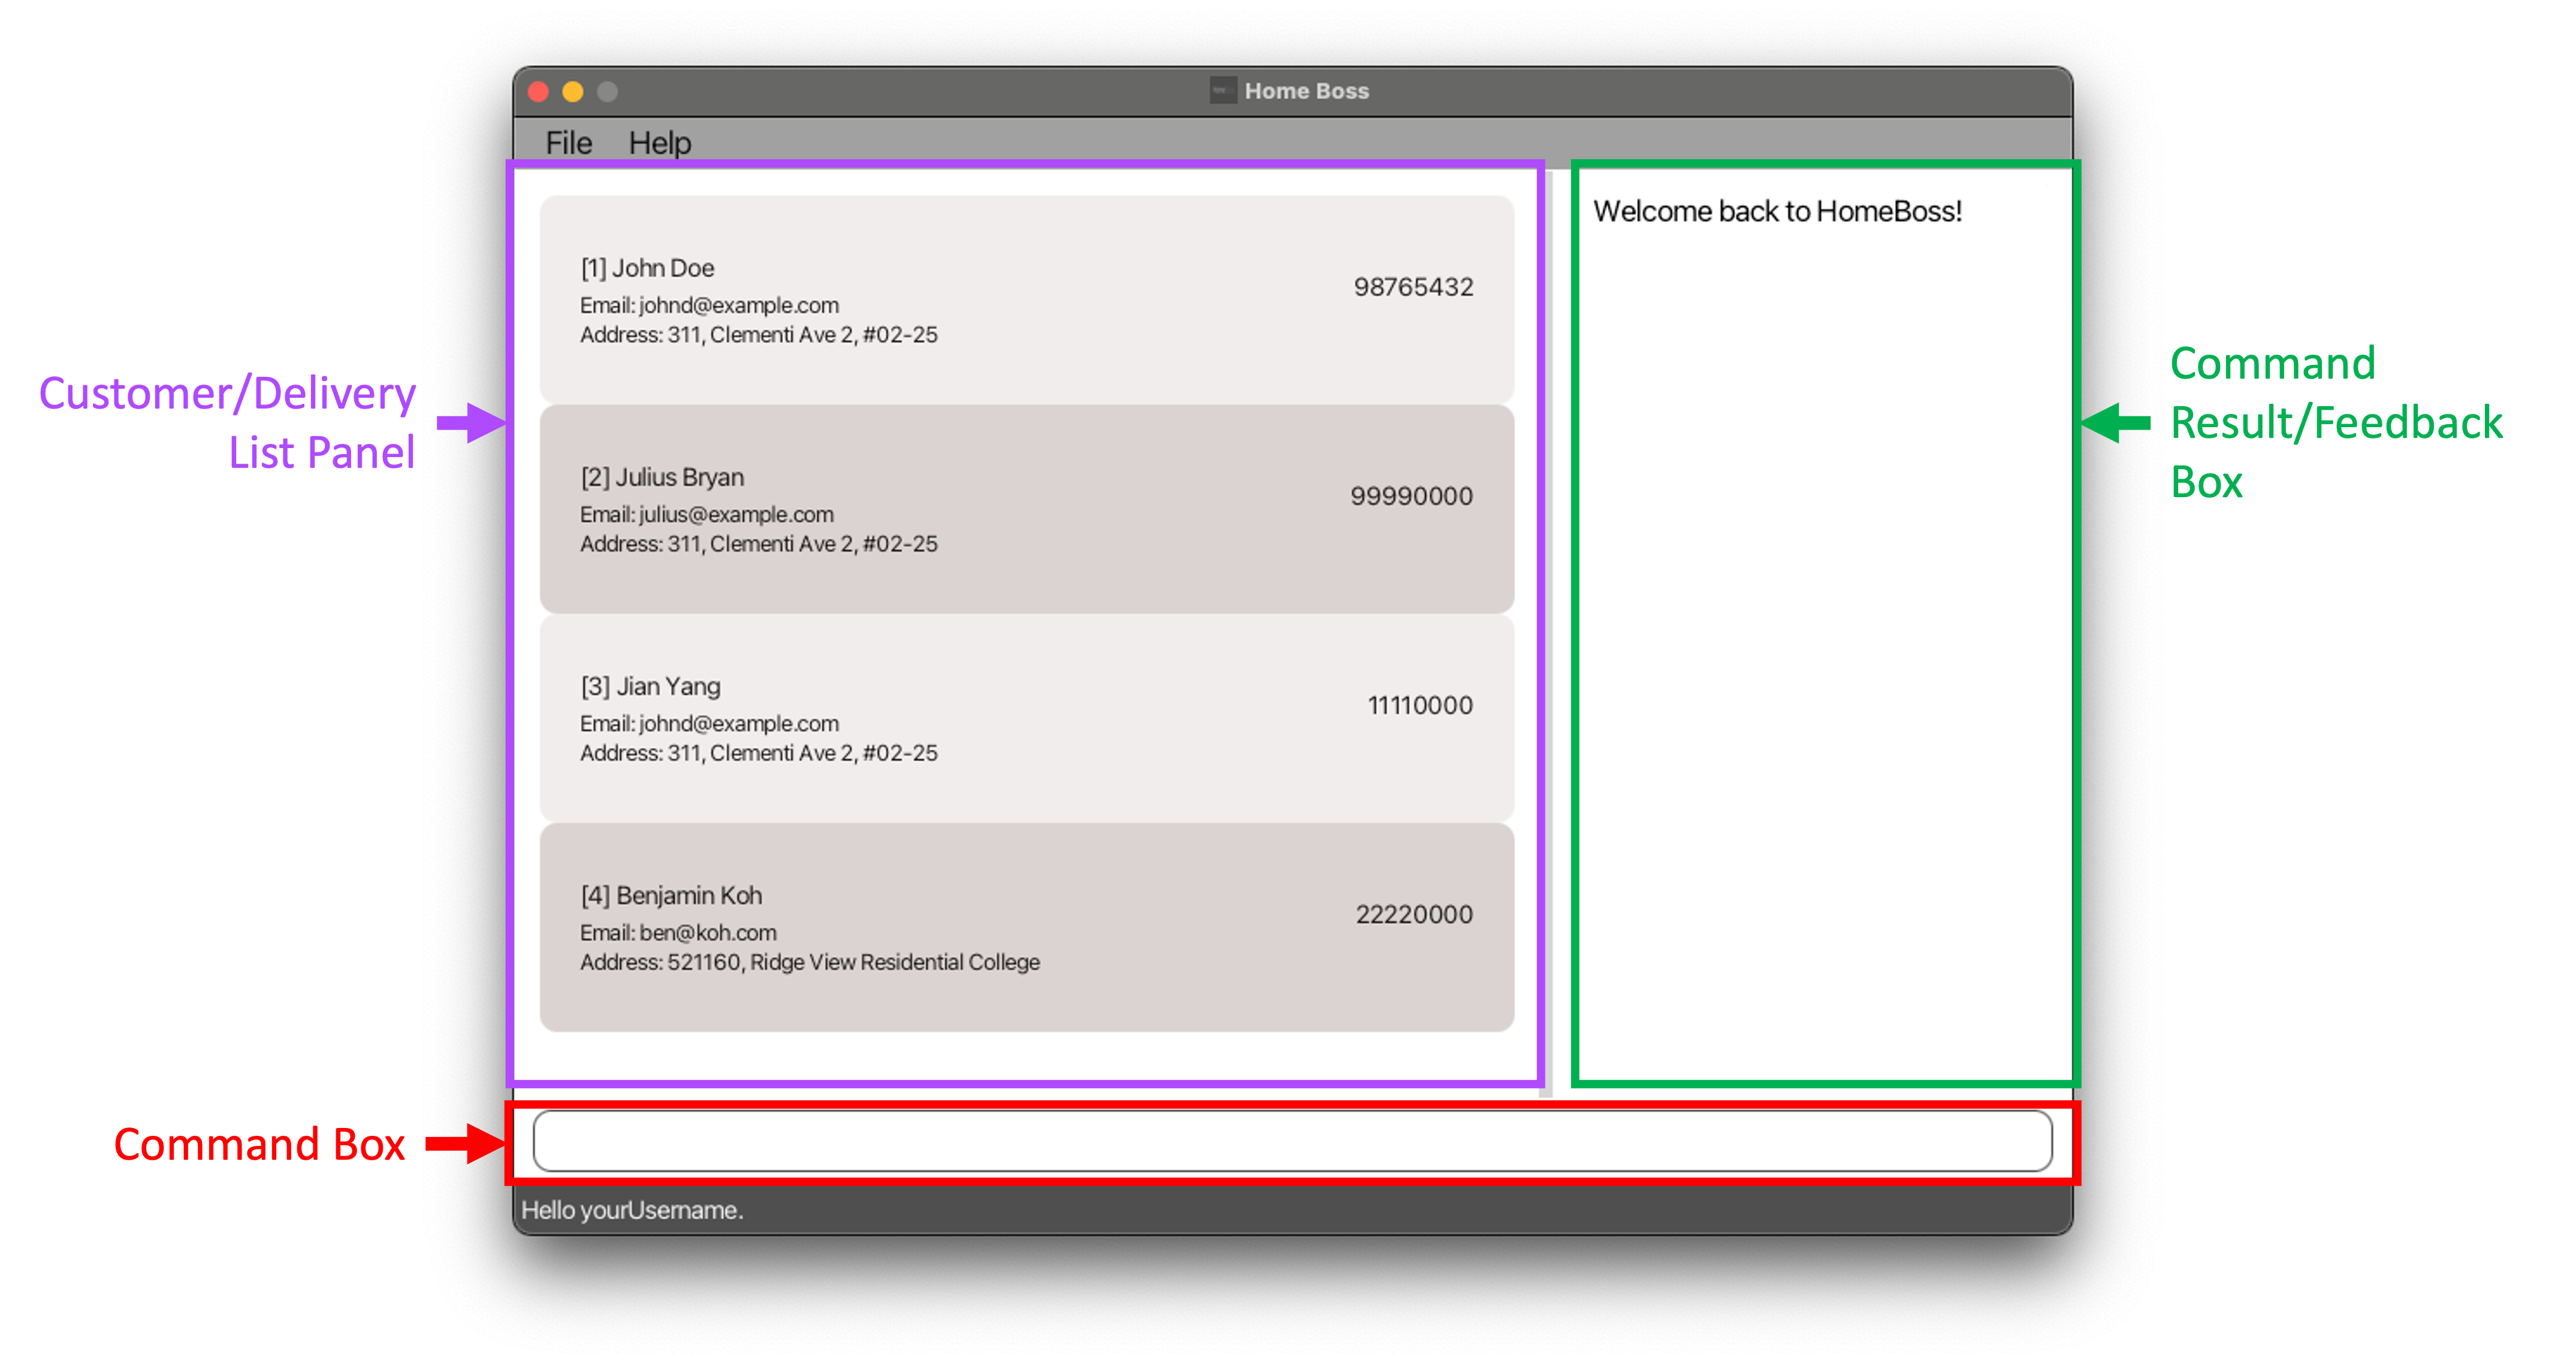 Home Boss
File Help
[1] John Doe
98765432
Email: johnd@example.com
Address: 311, Clementi Ave 2, #02-25
[2] Julius Bryan
99990000
Email: julius@example.com
Address: 311, Clementi Ave 2, #02-25
[3] Jian Yang
11110000
Email: johnd@example.com
Address: 311, Clementi Ave 2, #02-25
[4] Benjamin Koh
22220000
Email: ben@koh.com
Address: 521160, Ridge View Residential College
Welcome back to HomeBoss!
Customer/Delivery
List Panel
Command
Result/Feedback
Box
Command Box
Hello yourUsername.